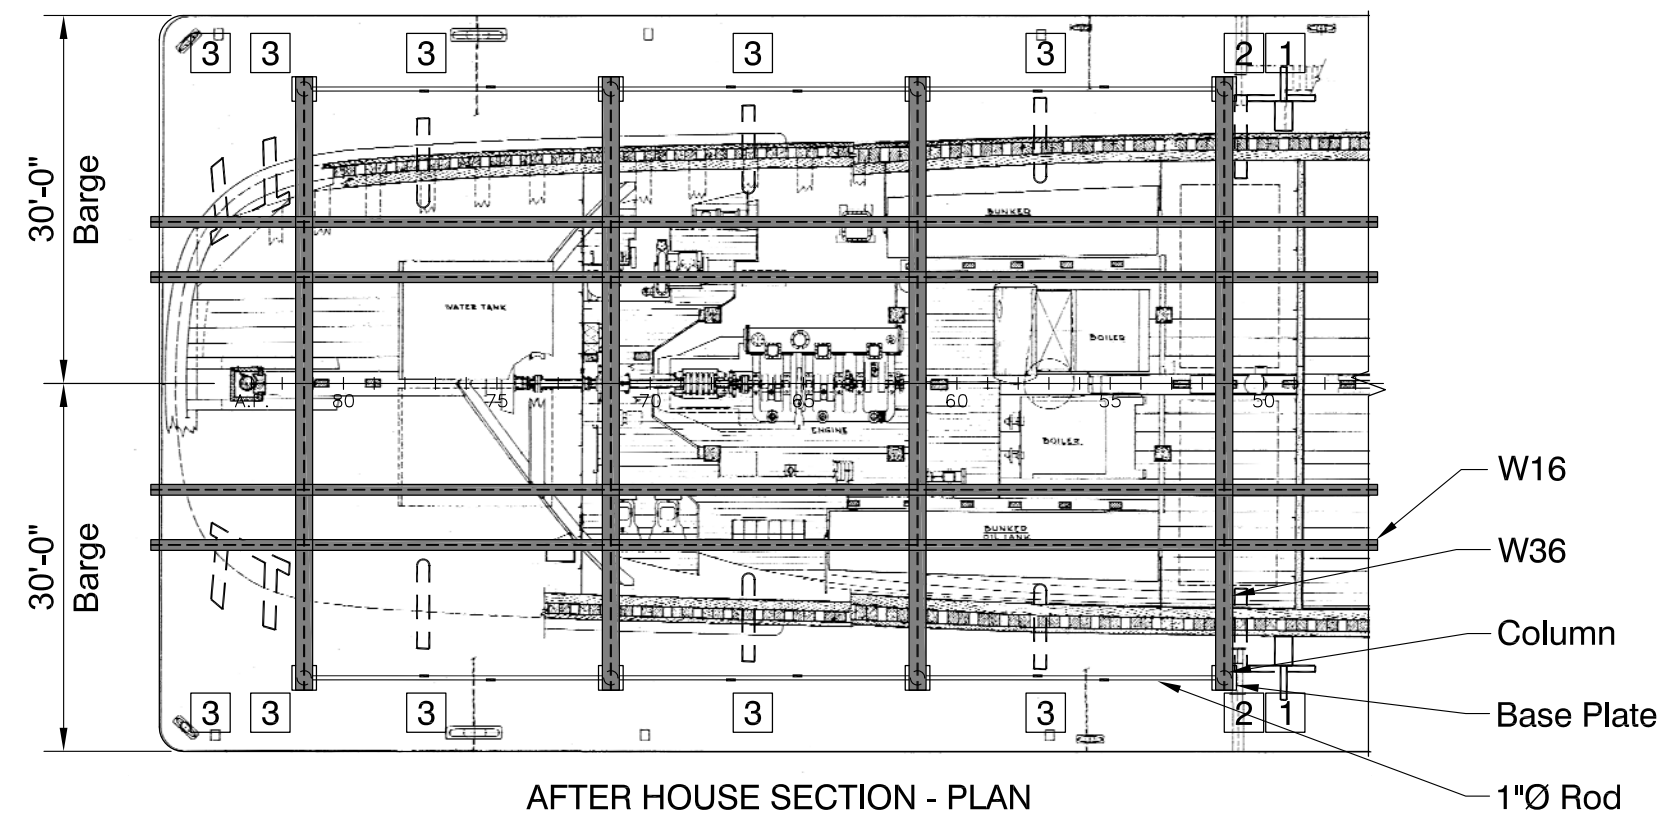 3 3 3 3 3 2 1
30'-0"
Barge
BUNKER
WATER TANK
BOILER
A.P. 80 75 70 65 60 55 50
ENGINE
BOILER.
W16
30'-0"
Barge
BUNKER
OIL TANK
W36
Column
3 3 3 3 3 2 1
Base Plate
AFTER HOUSE SECTION - PLAN
1"Ø Rod